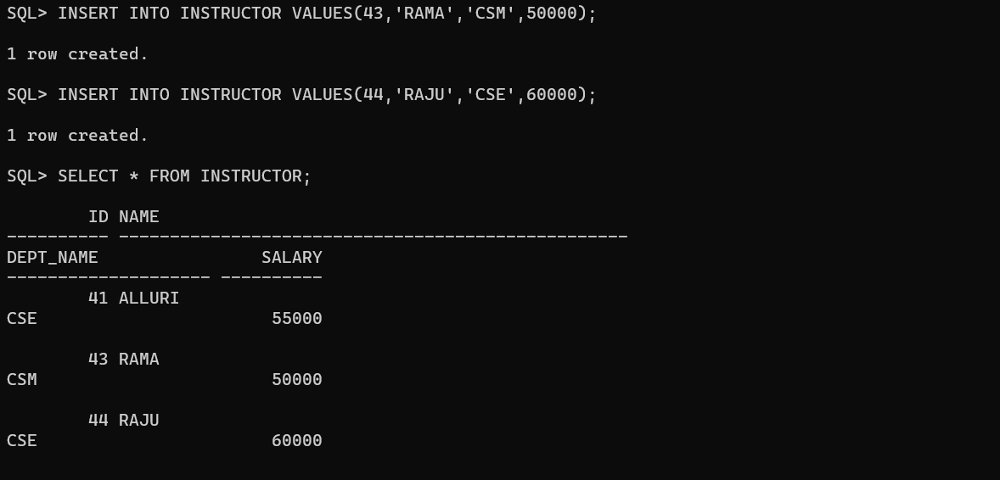 SQL> INSERT INTO INSTRUCTOR VALUES(43,'RAMA','CSM',50000);
1 row created.
SQL> INSERT INTO INSTRUCTOR VALUES(44,'RAJU','CSE',60000);
1 row created.
SQL> SELECT * FROM INSTRUCTOR;
        ID NAME
---------- --------------------------------------------------
DEPT_NAME                SALARY
-------------------- ----------
        41 ALLURI
CSE                       55000
        43 RAMA
CSM                       50000
        44 RAJU
CSE                       60000